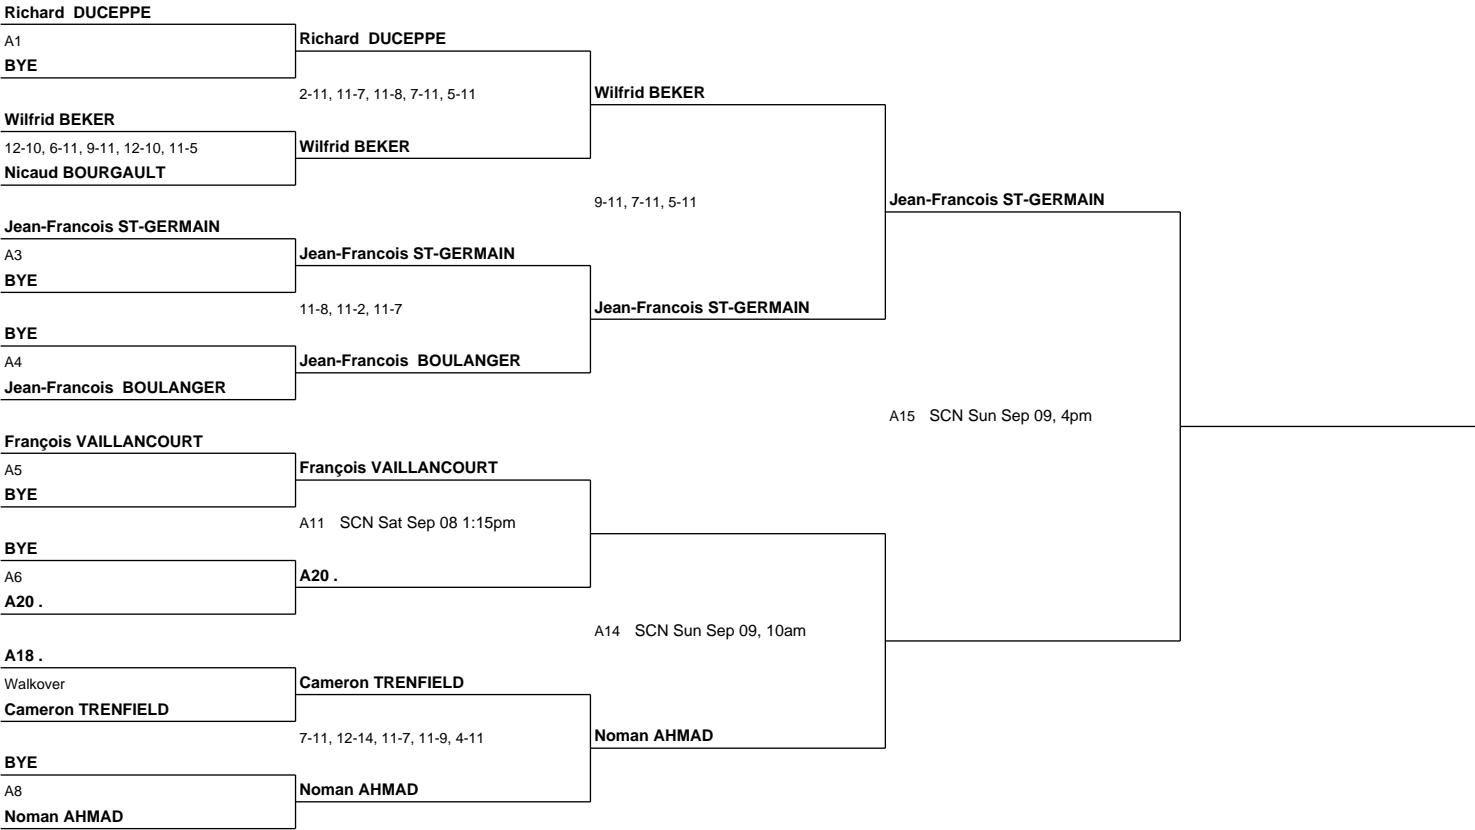 Richard  DUCEPPE
A1
BYE
Richard  DUCEPPE
2-11, 11-7, 11-8, 7-11, 5-11
Wilfrid BEKER
Wilfrid BEKER
12-10, 6-11, 9-11, 12-10, 11-5
Nicaud BOURGAULT
Wilfrid BEKER
9-11, 7-11, 5-11
Jean-Francois ST-GERMAIN
Jean-Francois ST-GERMAIN
A3
BYE
Jean-Francois ST-GERMAIN
11-8, 11-2, 11-7
Jean-Francois ST-GERMAIN
BYE
A4
Jean-Francois  BOULANGER
Jean-Francois  BOULANGER
A15 SCN Sun Sep 09, 4pm
François VAILLANCOURT
A5
BYE
François VAILLANCOURT
A11 SCN Sat Sep 08 1:15pm
BYE
A6
A20 .
A20 .
A14 SCN Sun Sep 09, 10am
A18 .
Walkover
Cameron TRENFIELD
Cameron TRENFIELD
7-11, 12-14, 11-7, 11-9, 4-11
Noman AHMAD
BYE
A8
Noman AHMAD
Noman AHMAD